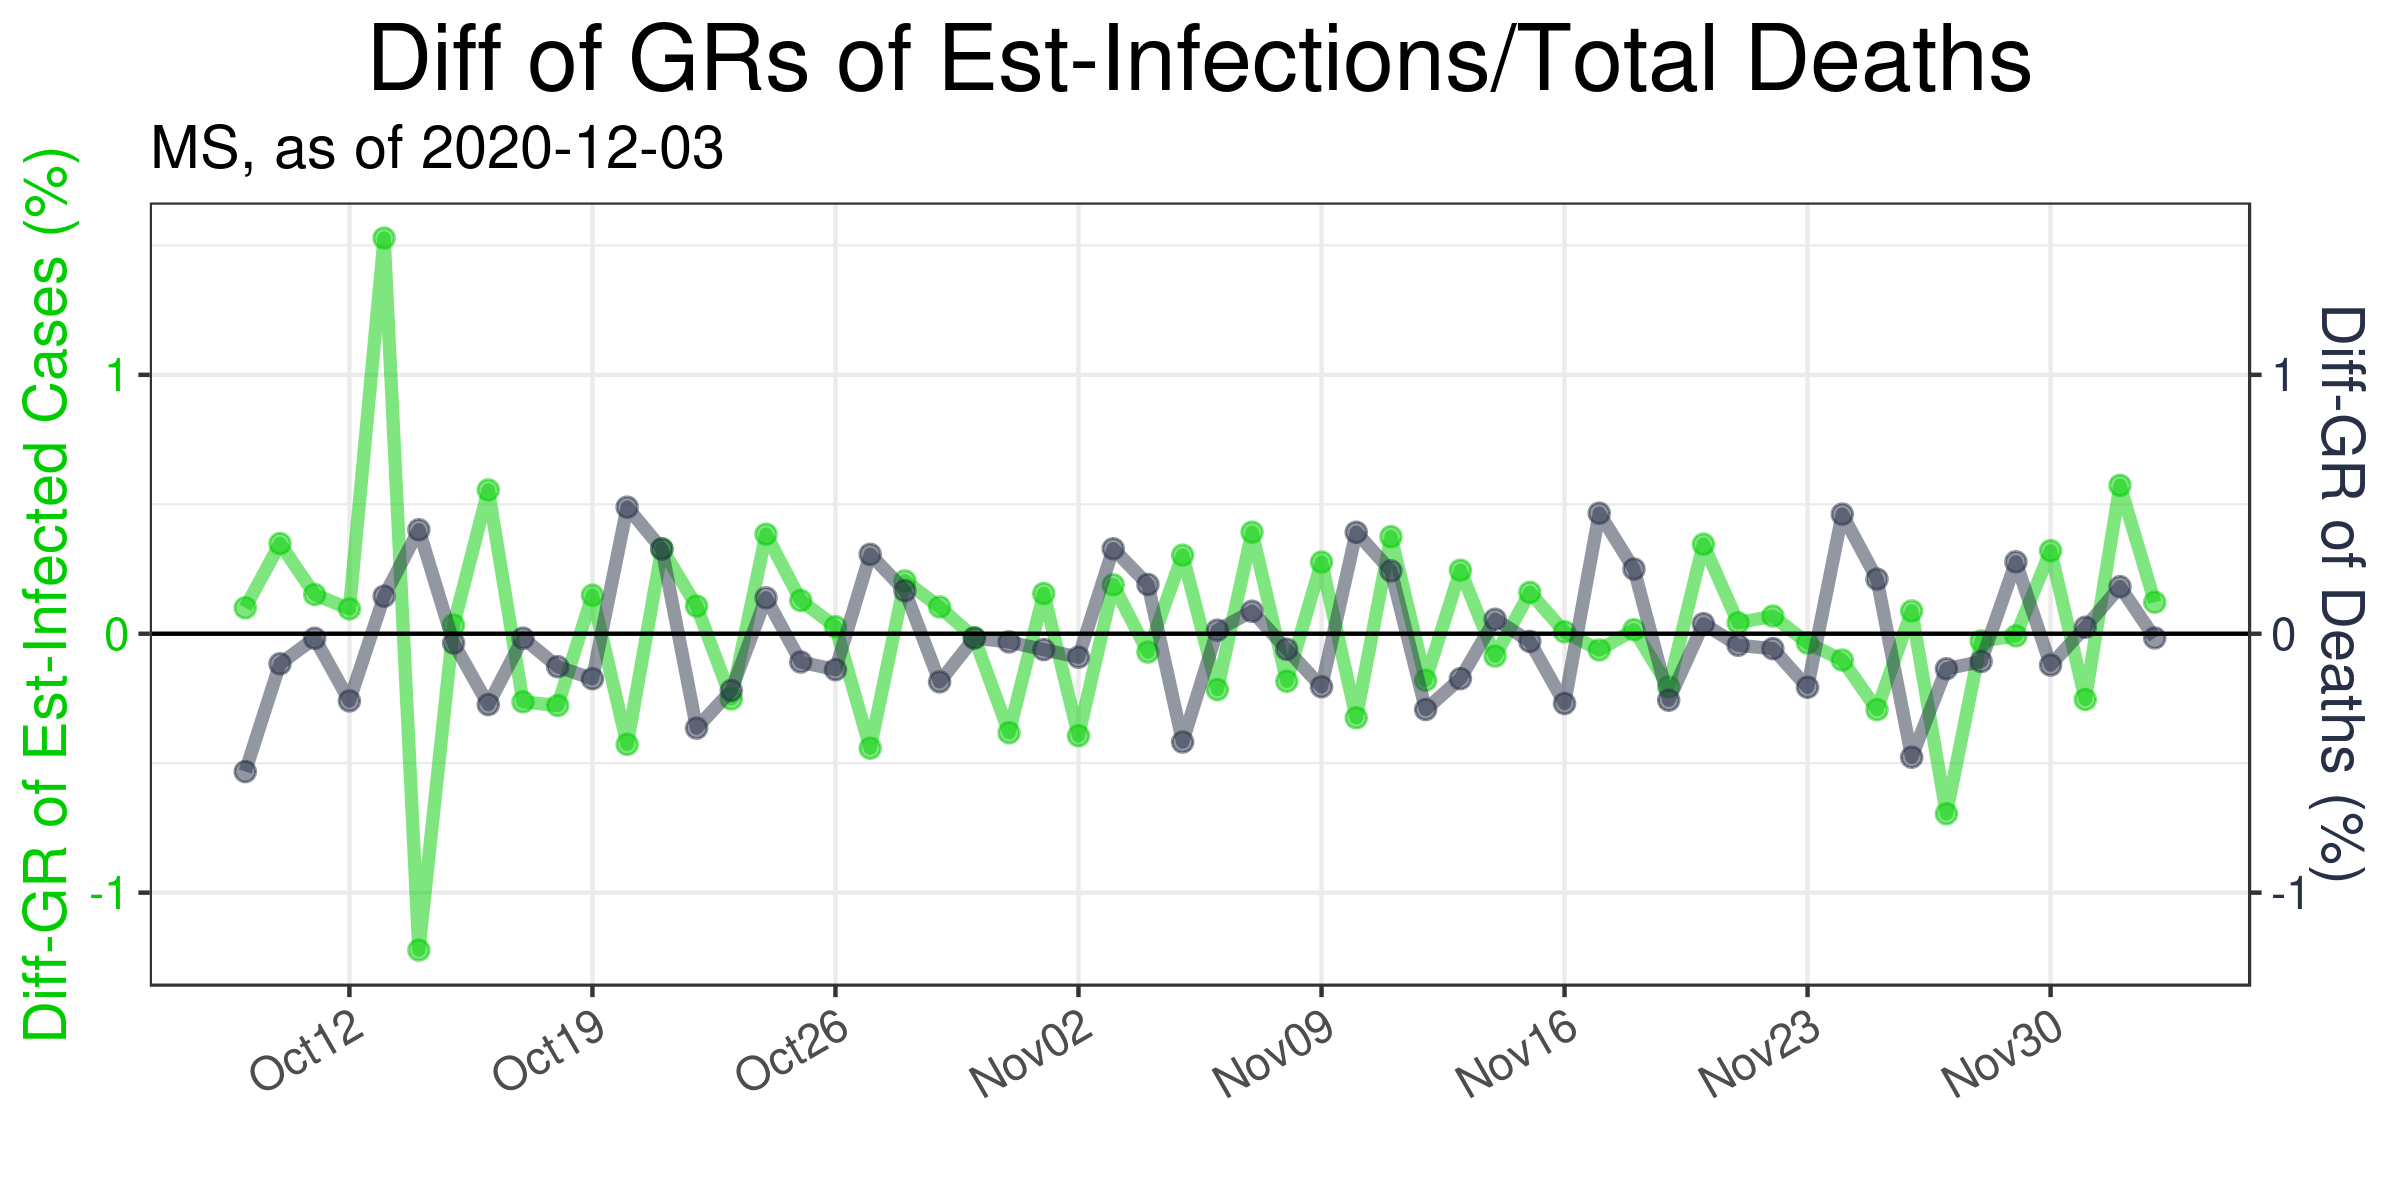 Diff of GRs of Est-Infections/Total Deaths
MS, as of 2020-12-03
Diff-GR of Est-Infected Cases (%)
1
0
-1
1
0
-1
Diff-GR of Deaths (%)
Oct12
Oct19
Oct26
Nov02
Nov09
Nov16
Nov23
Nov30